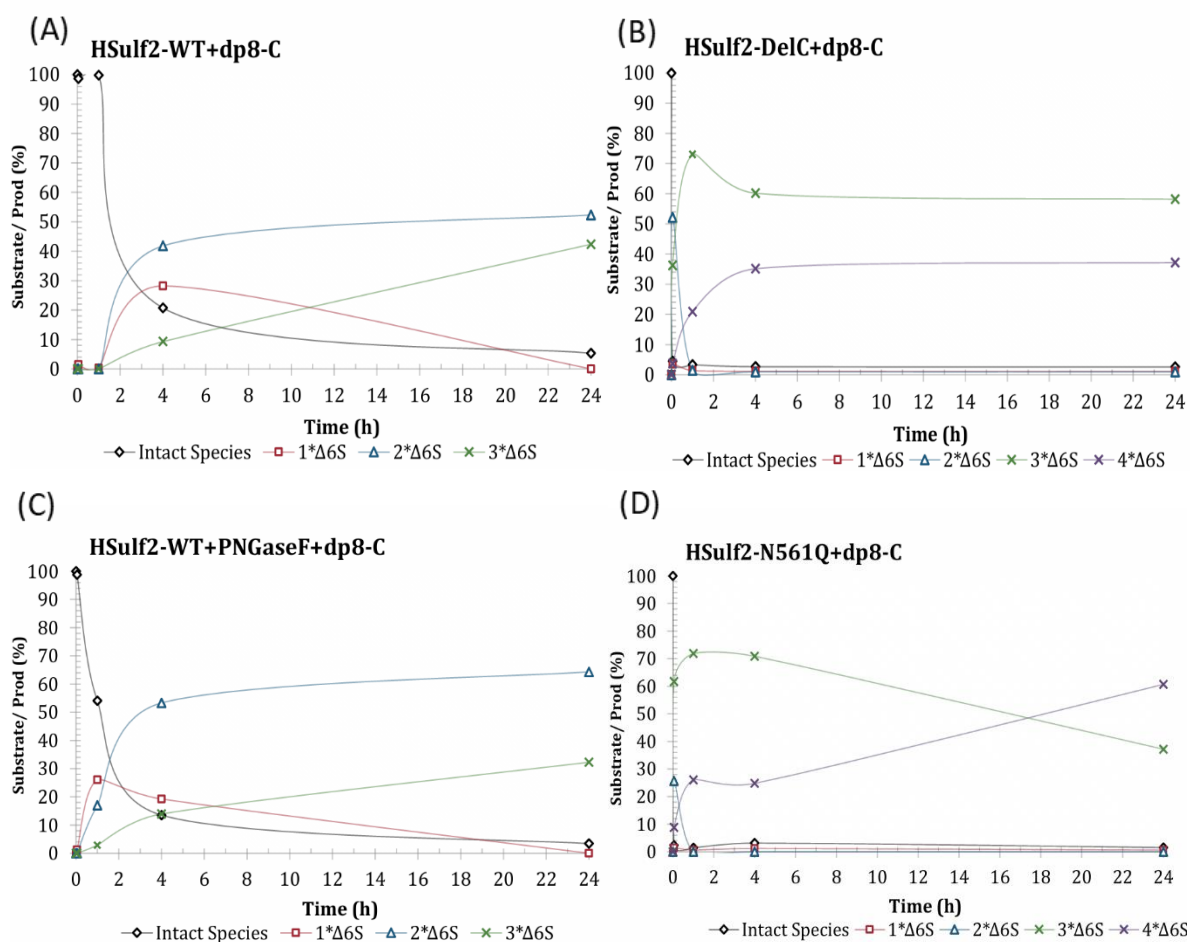 (A)
HSulf2-WT+dp8-C
100
90
80
70
60
50
40
30
20
10
0
Substrate/ Prod (%)
0 2 4 6 8 10 12 14 16 18 20 22 24
Time (h)
Intact Species 1*Δ6S 2*Δ6S 3*Δ6S
(B)
HSulf2-DelC+dp8-C
100
90
80
70
60
50
40
30
20
10
0
Substrate/ Prod (%)
0 2 4 6 8 10 12 14 16 18 20 22 24
Time (h)
Intact Species 1*Δ6S 2*Δ6S 3*Δ6S 4*Δ6S
(C)
HSulf2-WT+PNGaseF+dp8-C
100
90
80
70
60
50
40
30
20
10
0
Substrate/ Prod (%)
0 2 4 6 8 10 12 14 16 18 20 22 24
Time (h)
Intact Species 1*Δ6S 2*Δ6S 3*Δ6S
(D)
HSulf2-N561Q+dp8-C
100
90
80
70
60
50
40
30
20
10
0
Substrate/ Prod (%)
0 2 4 6 8 10 12 14 16 18 20 22 24
Time (h)
Intact Species 1*Δ6S 2*Δ6S 3*Δ6S 4*Δ6S